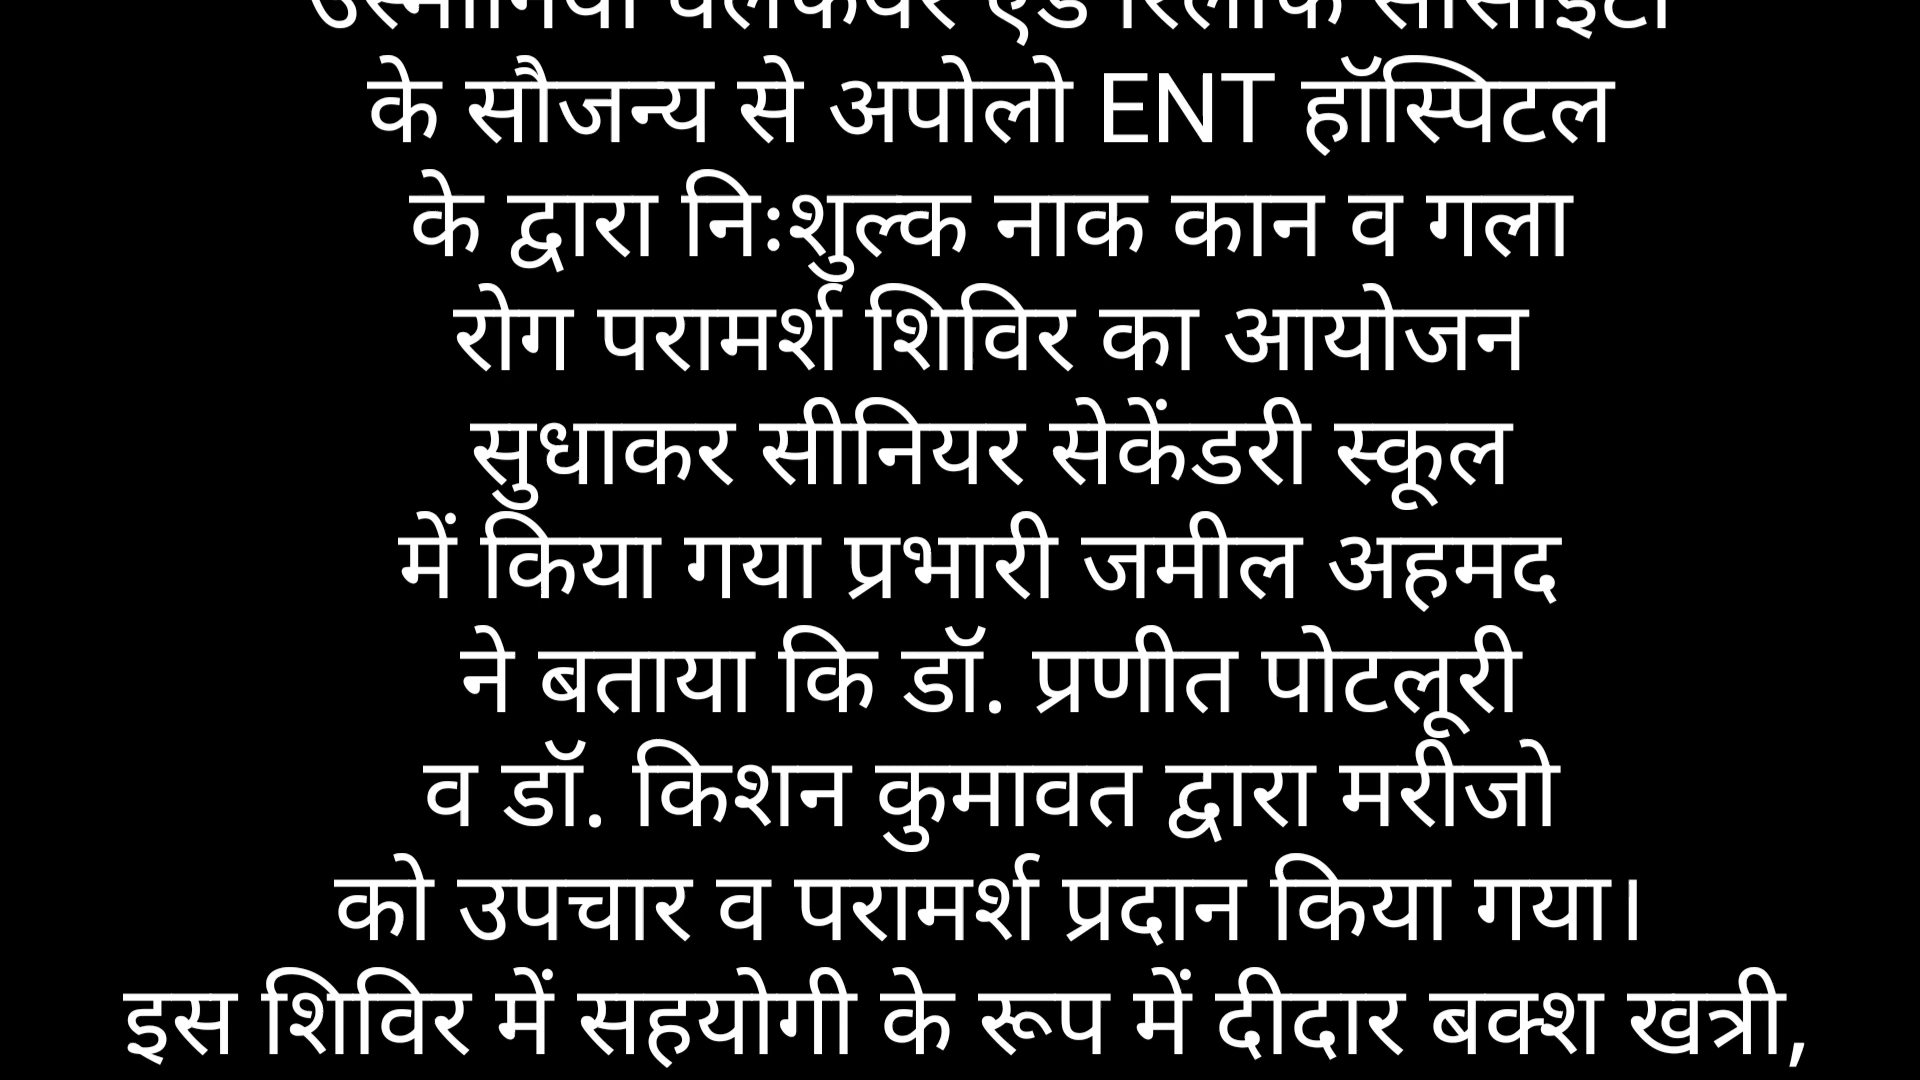 के सौजन्य से अपोलो ENT हॉस्पिटल
के द्वारा निःशुल्क नाक कान व गला
रोग परामर्श शिविर का आयोजन
सुधाकर सीनियर सेकेंडरी स्कूल
में किया गया प्रभारी जमील अहमद
ने बताया कि डॉ. प्रणीत पोटलूरी
व डॉ. किशन कुमावत द्वारा मरीजो
को उपचार व परामर्श प्रदान किया गया।
इस शिविर में सहयोगी के रूप में दीदार बक्श खत्री,